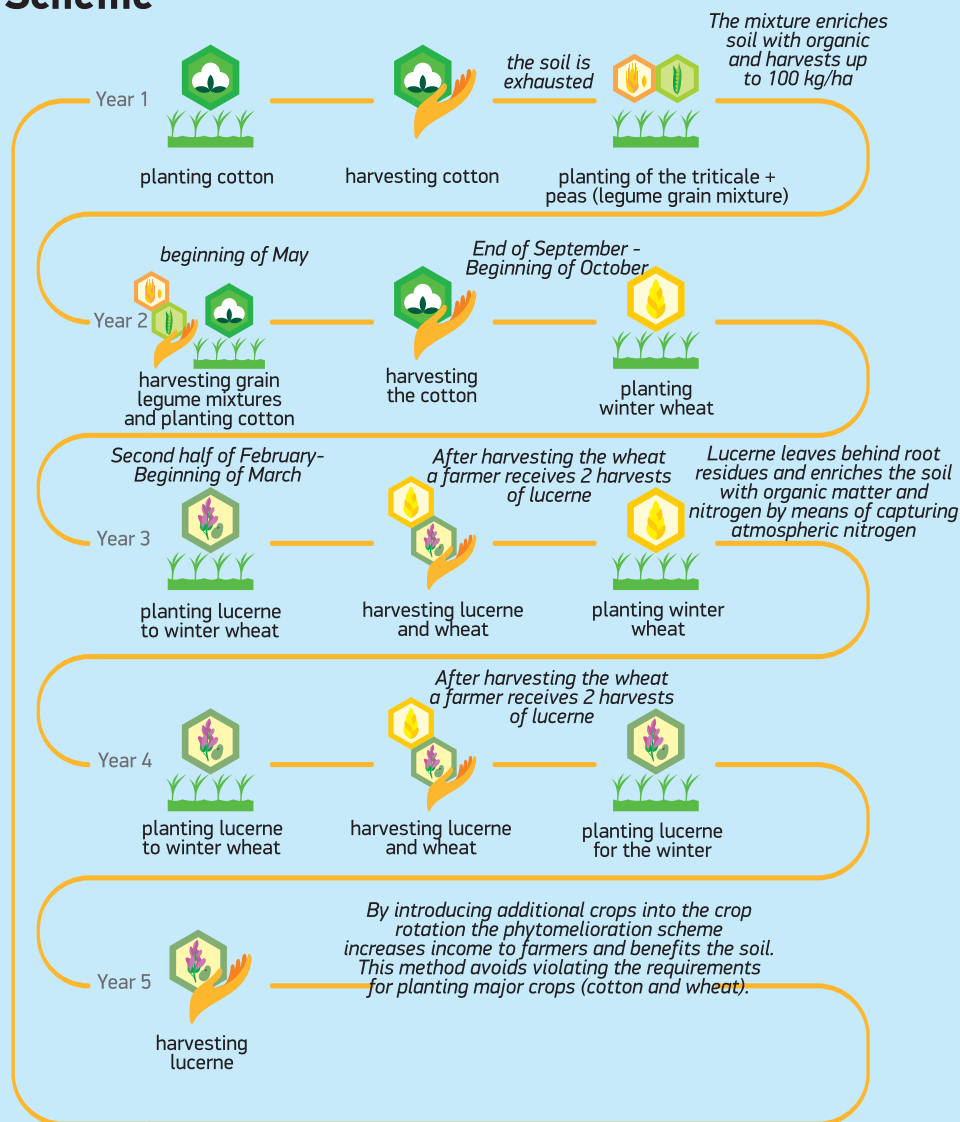 Scheme
The mixture enriches
soil with organic
and harvests up
to 100 kg/ha
the soil is
exhausted
Year 1
planting cotton
harvesting cotton
planting of the triticale +
peas (legume grain mixture)
beginning of May
End of September -
Beginning of October
Year 2
harvesting grain
legume mixtures
and planting cotton
harvesting
the cotton
planting
winter wheat
Second half of February-
Beginning of March
After harvesting the wheat
a farmer receives 2 harvests
of lucerne
Lucerne leaves behind root
residues and enriches the soil
with organic matter and
nitrogen by means of capturing
atmospheric nitrogen
Year 3
planting lucerne
to winter wheat
harvesting lucerne
and wheat
planting winter
wheat
After harvesting the wheat
a farmer receives 2 harvests
of lucerne
Year 4
planting lucerne
to winter wheat
harvesting lucerne
and wheat
planting lucerne
for the winter
By introducing additional crops into the crop
rotation the phytomelioration scheme
increases income to farmers and benefits the soil.
This method avoids violating the requirements
for planting major crops (cotton and wheat).
Year 5
harvesting
lucerne